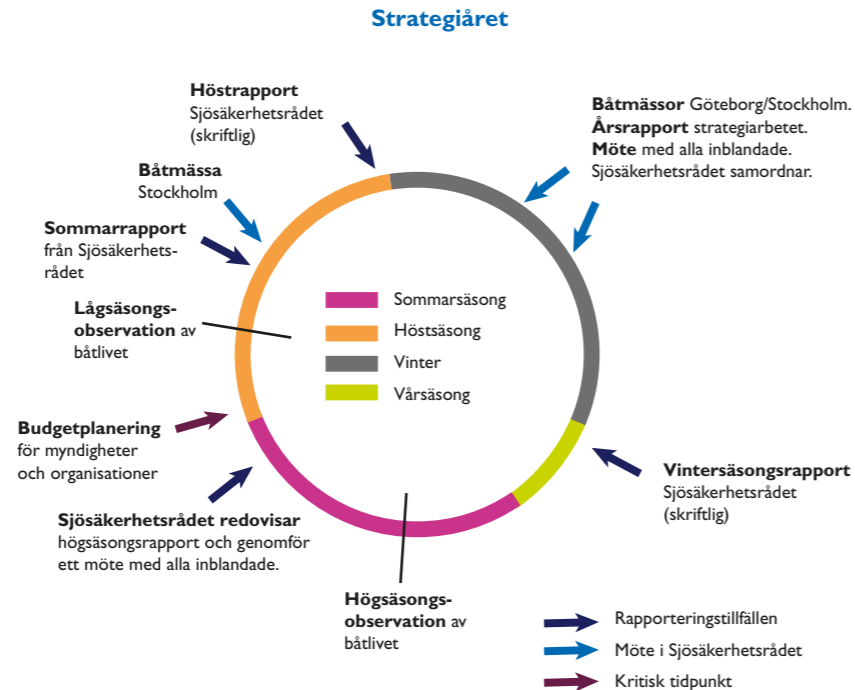 Strategiåret
Höstrapport
Sjösäkerhetsrådet
(skriftlig)
Båtmässor Göteborg/Stockholm.
Årsrapport strategiarbetet.
Möte med alla inblandade.
Sjösäkerhetsrådet samordnar.
Båtmässa
Stockholm
Sommarrapport
från Sjösäkerhets-
rådet
Lågsäsongs-
observation av
båtlivet
Sommarsäsong
Höstsäsong
Vinter
Vårsäsong
Budgetplanering
för myndigheter
och organisationer
Vintersäsongsrapport
Sjösäkerhetsrådet
(skriftlig)
Sjösäkerhetsrådet redovisar
högsäsongsrapport och genomför
ett möte med alla inblandade.
Högsäsongs-
observation av
båtlivet
Rapporteringstillfällen
Möte i Sjösäkerhetsrådet
Kritisk tidpunkt